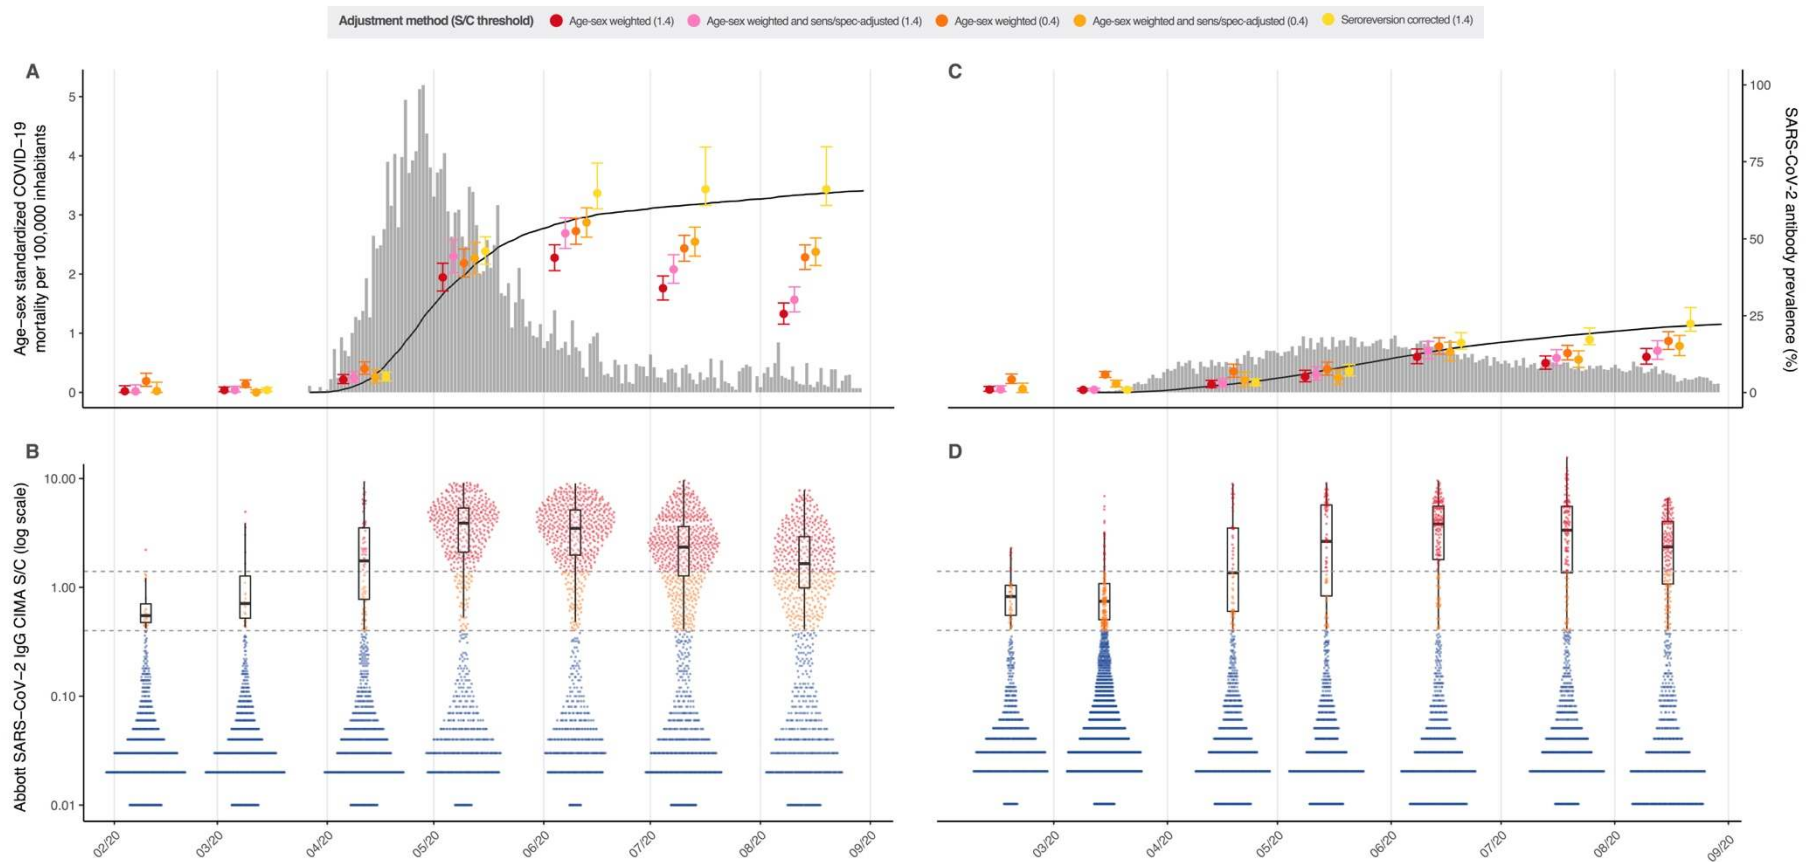 Adjustment method (S/C threshold) Age-sex weighted (1.4) Age-sex weighted and sens/spec-adjusted (1.4) Age-sex weighted (0.4) Age-sex weighted and sens/spec-adjusted (0.4) Seroreversion corrected (1.4)
A
Age−sex standardized COVID−19
mortality per 100,000 inhabitants
5
4
3
2
1
0
C
100
75
50
25
0
SARS-CoV-2 antibody prevalence (%)
B
Abbott SARS−CoV−2 IgG CIMA S/C (log scale)
10.00
1.00
0.10
0.01
02/20 03/20 04/20 05/20 06/20 07/20 08/20 09/20
D
03/20 04/20 05/20 06/20 07/20 08/20 09/20